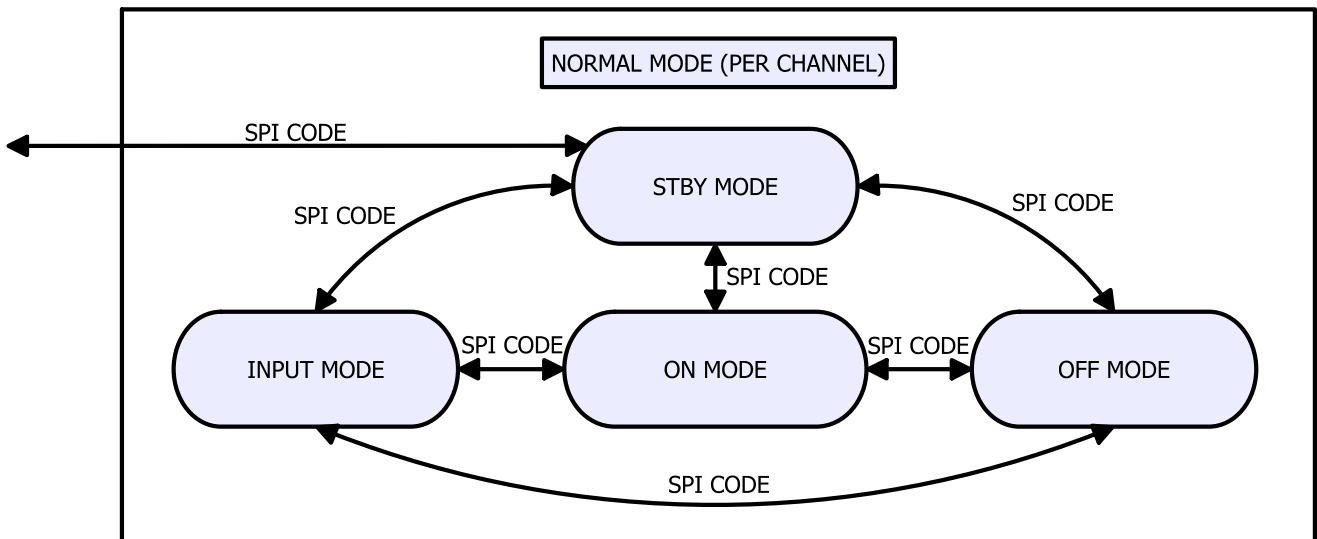 NORMAL MODE (PER CHANNEL)
SPI CODE
STBY MODE
SPI CODE
SPI CODE
SPI CODE
SPI CODE
SPI CODE
INPUT MODE
ON MODE
OFF MODE
SPI CODE